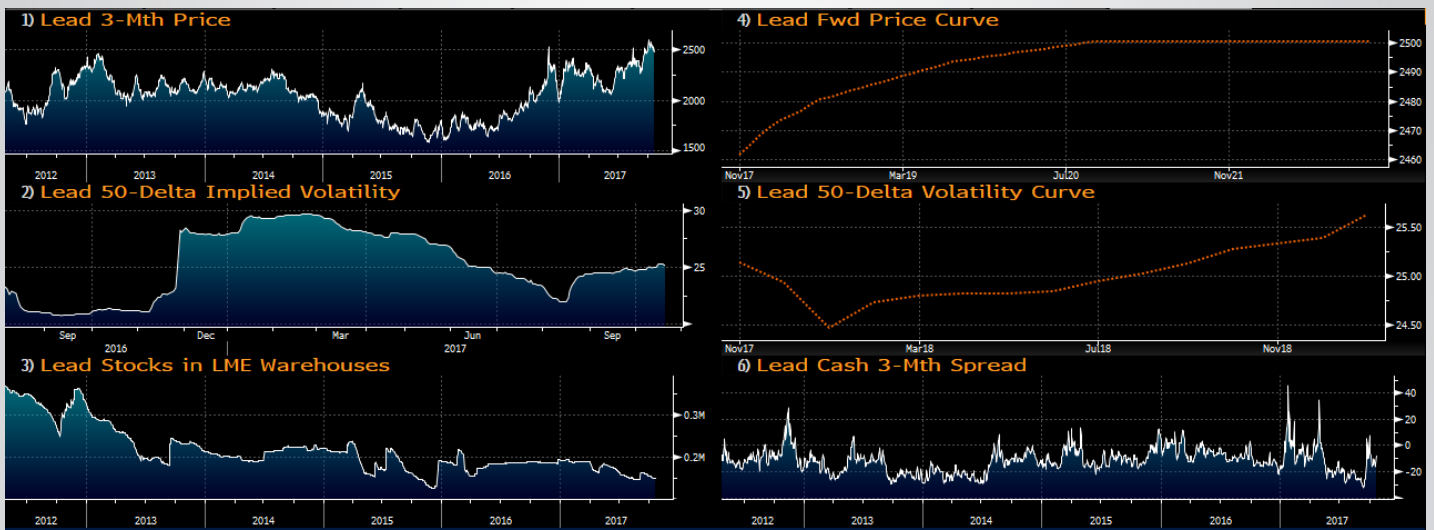 1) Lead 3-Mth Price
2500
2000
1500
2012 2013 2014 2015 2016 2017
2) Lead 50-Delta Implied Volatility
30
25
Sep Dec Mar Jun Sep
2016 2017
3) Lead Stocks in LME Warehouses
0.3M
0.2M
2012 2013 2014 2015 2016 2017
4) Lead Fwd Price Curve
2500
2490
2480
2470
2460
Nov17 Mar19 Jul20 Nov21
5) Lead 50-Delta Volatility Curve
25.50
25.00
24.50
Nov17 Mar18 Jul18 Nov18
6) Lead Cash 3-Mth Spread
40
20
0
-20
2012 2013 2014 2015 2016 2017